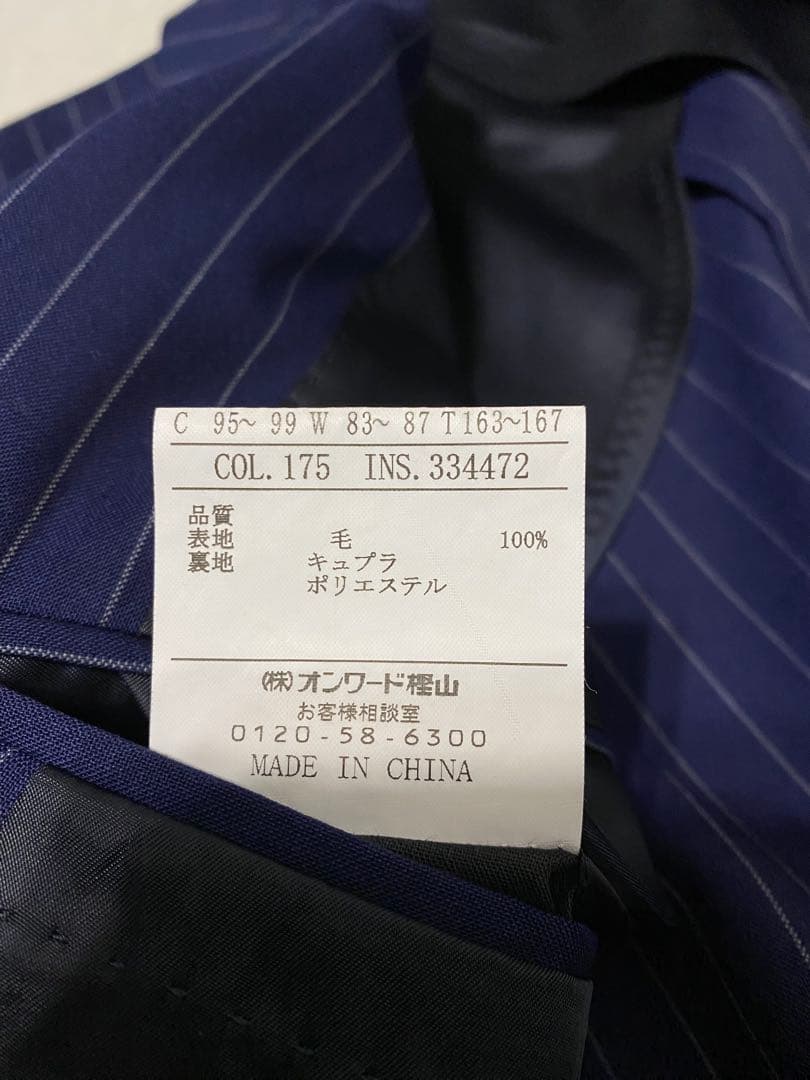 C 95~ 99 W 83~ 87 T163~167
COL.175 INS.334472
品質
表地 毛 100%
裏地 キュプラ
ポリエステル
㈱オンワード樫山
お客様相談室
0120-58-6300
MADE IN CHINA